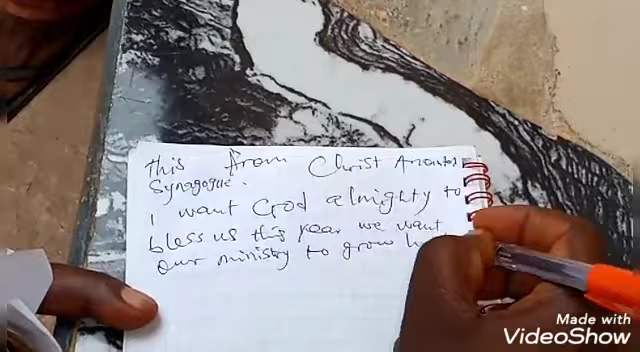 This from Christ Anointed
Synagogue.
I want God almighty to
bless us this year we want
Our ministry to grow
Made with
VideoShow